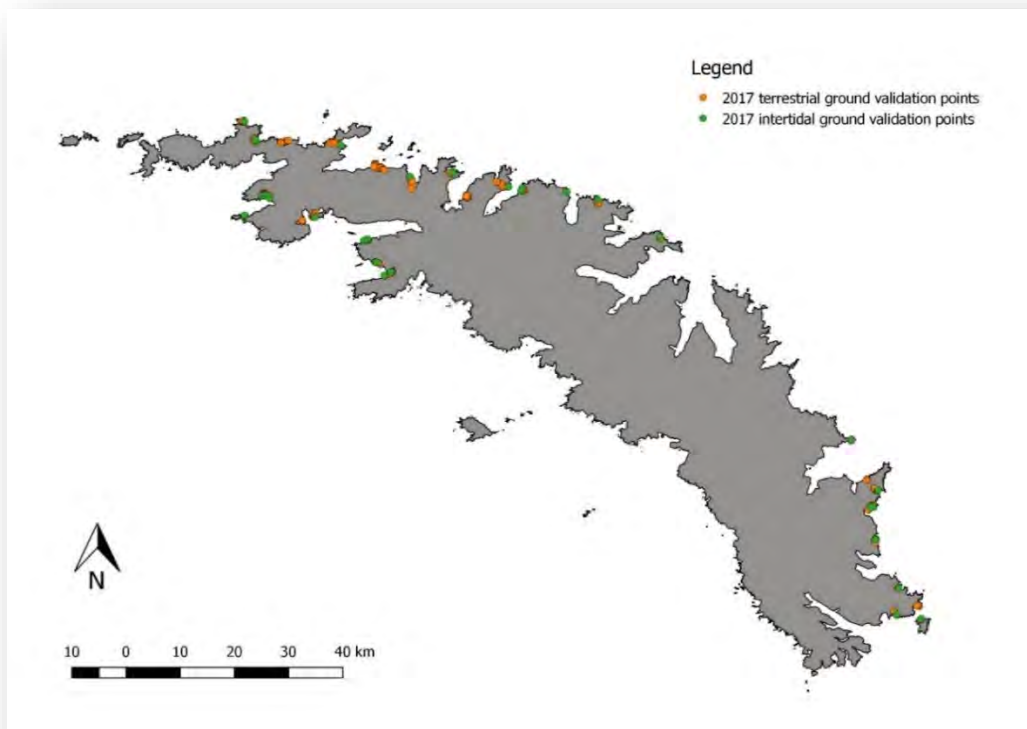 Legend
2017 terrestrial ground validation points
2017 intertidal ground validation points
N
10 0 10 20 30 40 km